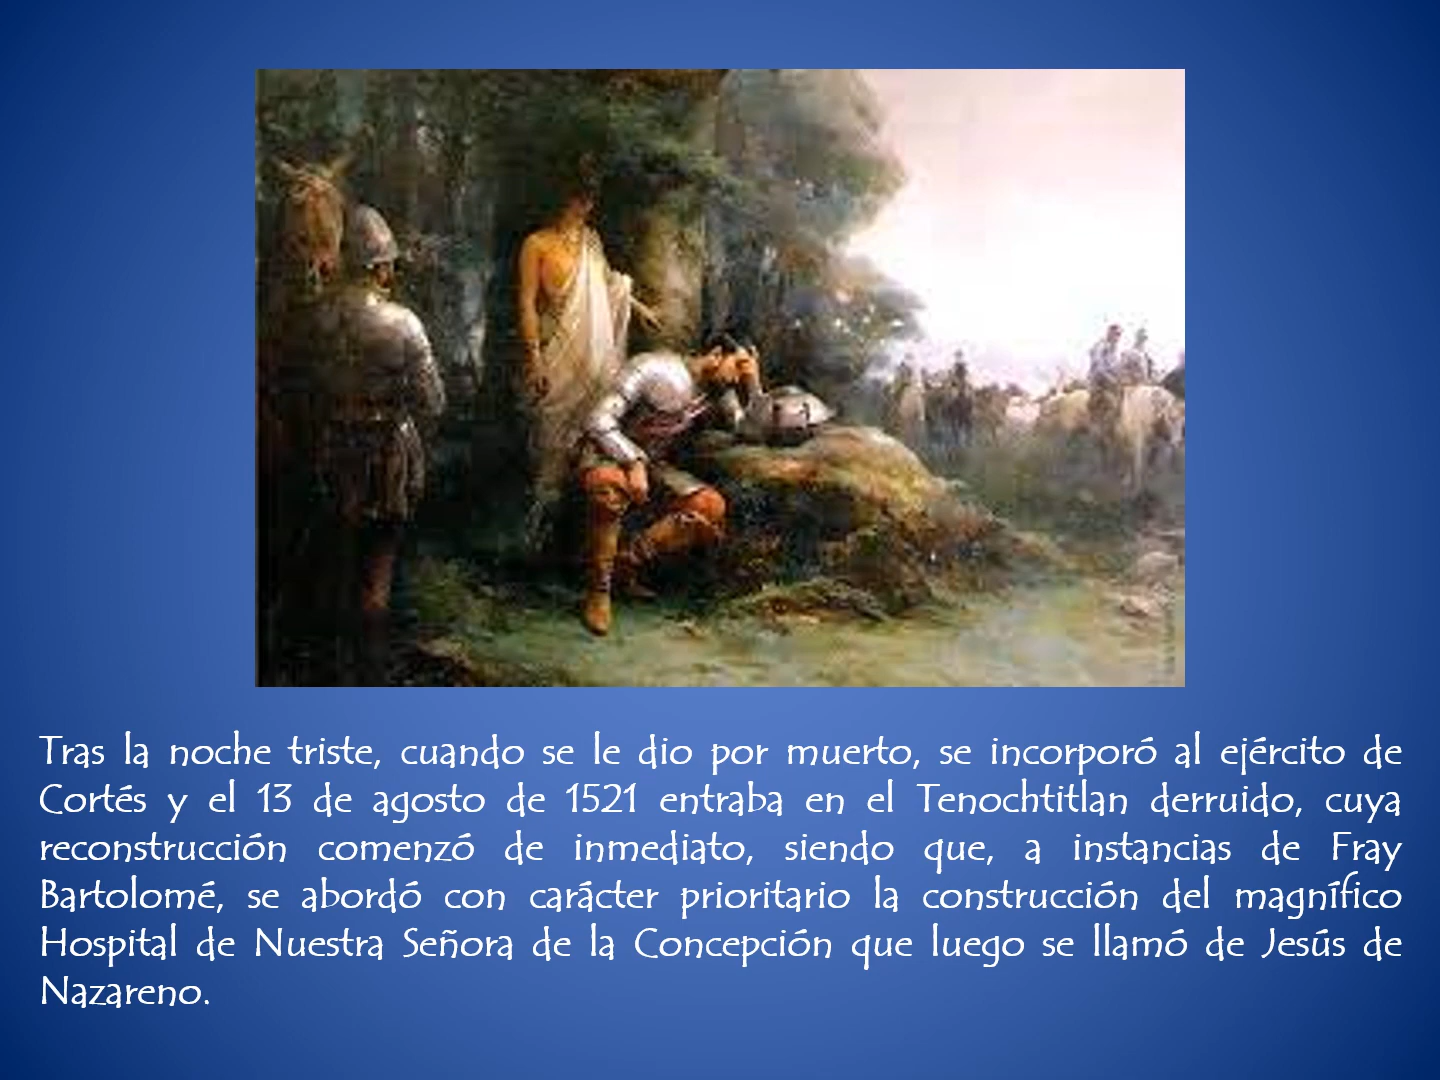 Tras la noche triste, cuando se le dio por muerto, se incorporó al ejército de
Cortés y el 13 de agosto de 1521 entraba en el Tenochtitlan derruido, cuya
reconstrucción comenzó de inmediato, siendo que, a instancias de Fray
Bartolomé, se abordó con carácter prioritario la construcción del magnífico
Hospital de Nuestra Señora de la Concepción que luego se llamó de Jesús de
Nazareno.